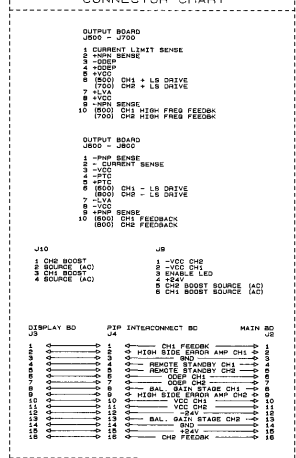 CONNECTOR CHART
OUTPUT BOARD
J500 - J700
1 CURRENT LIMIT SENSE
2 +NPN SENSE
3 -ODEP
4 +ODEP
5 +VCC
6 (500) CH1 + LS DRIVE
(700) CH2 + LS DRIVE
7 +LVA
8 +VCC
9 -NPN SENSE
10 (500) CH1 HIGH FREQ FEEDBK
(700) CH2 HIGH FREQ FEEDBK
OUTPUT BOARD
J600 - J800
1 -PNP SENSE
2 - CURRENT SENSE
3 -VCC
4 -PTC
5 +PTC
6 (600) CH1 - LS DRIVE
(800) CH2 - LS DRIVE
7 -LVA
8 -VCC
9 +PNP SENSE
10 (600) CH1 FEEDBACK
(800) CH2 FEEDBACK
J10
1 CH2 BOOST
2 SOURCE (AC)
3 CH1 BOOST
4 SOURCE (AC)
J9
1 -VCC CH2
2 -VCC CH1
3 ENABLE LED
4 +24V
5 CH2 BOOST SOURCE (AC)
6 CH1 BOOST SOURCE (AC)
DISPLAY BD PIP INTERCONNECT BD MAIN BD
J3 J4 J2
1 1 CH1 FEEDBK 1
2 2 HIGH SIDE ERROR AMP CH1 2
3 3 GND 3
4 4 REMOTE STANDBY CH1 4
5 5 REMOTE STANDBY CH2 5
6 6 ODEP CH1 6
7 7 ODEP CH2 7
8 8 BAL. GAIN STAGE CH1 8
9 9 HIGH SIDE ERROR AMP CH2 9
10 10 VCC CH1 10
11 11 VCC CH2 11
12 12 -24V 12
13 13 BAL. GAIN STAGE CH2 13
14 14 GND 14
15 15 +24V 15
16 16 CH2 FEEDBK 16